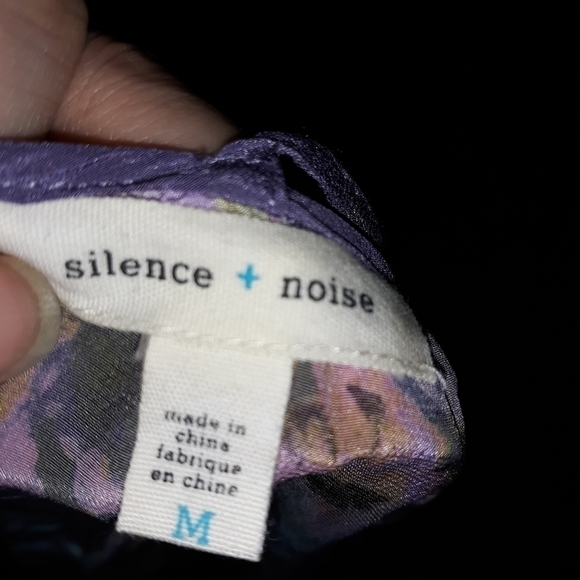 silence + noise
made in
china
fabrique
en chine
M